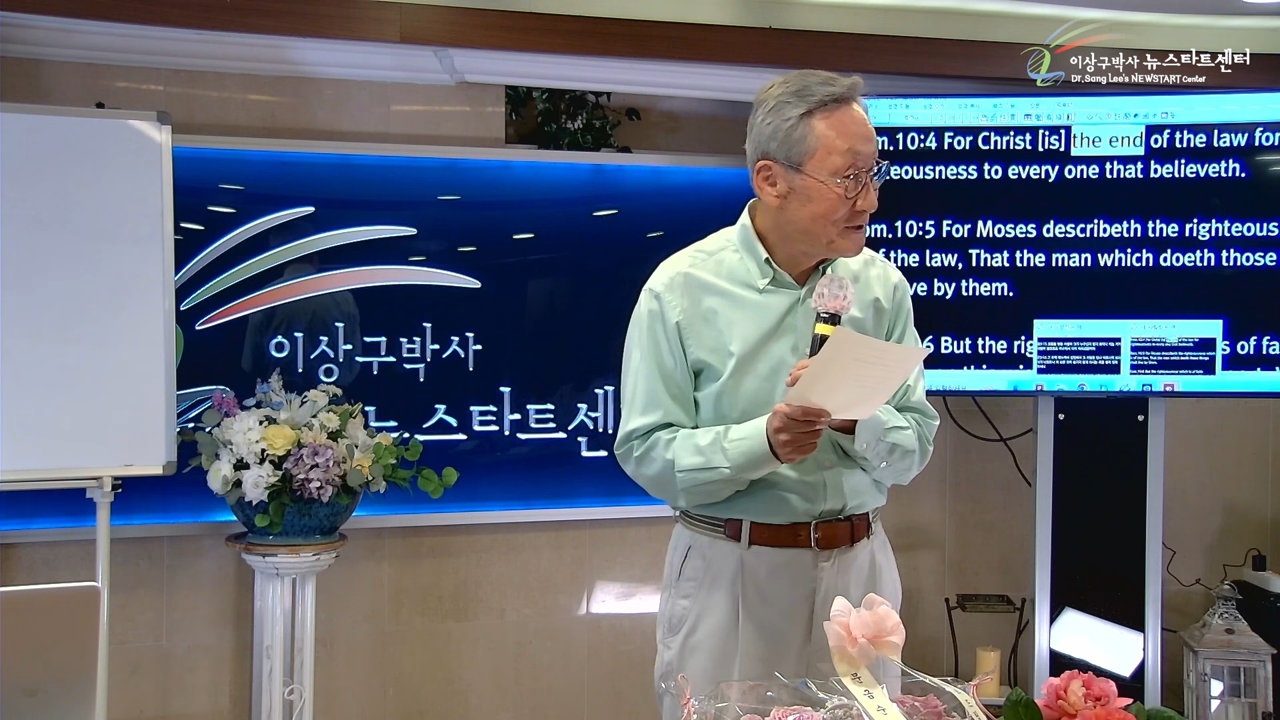 이상구박사 뉴스타트센터
Dr. Sang Lee's NEWSTART Center
om.10:4 For Christ [is] the end of the law for
teousness to every one that believeth.
om.10:5 For Moses describeth the righteous
of the law, That the man which doeth those
ve by them.
6 But the rig
s of fa
이상구박사
뉴스타트센